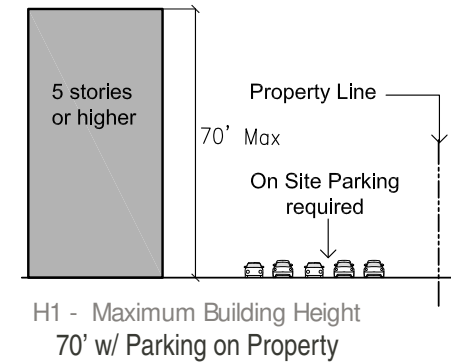 5 stories
or higher
Property Line
70' Max
On Site Parking
required
H1 - Maximum Building Height
70' w/ Parking on Property